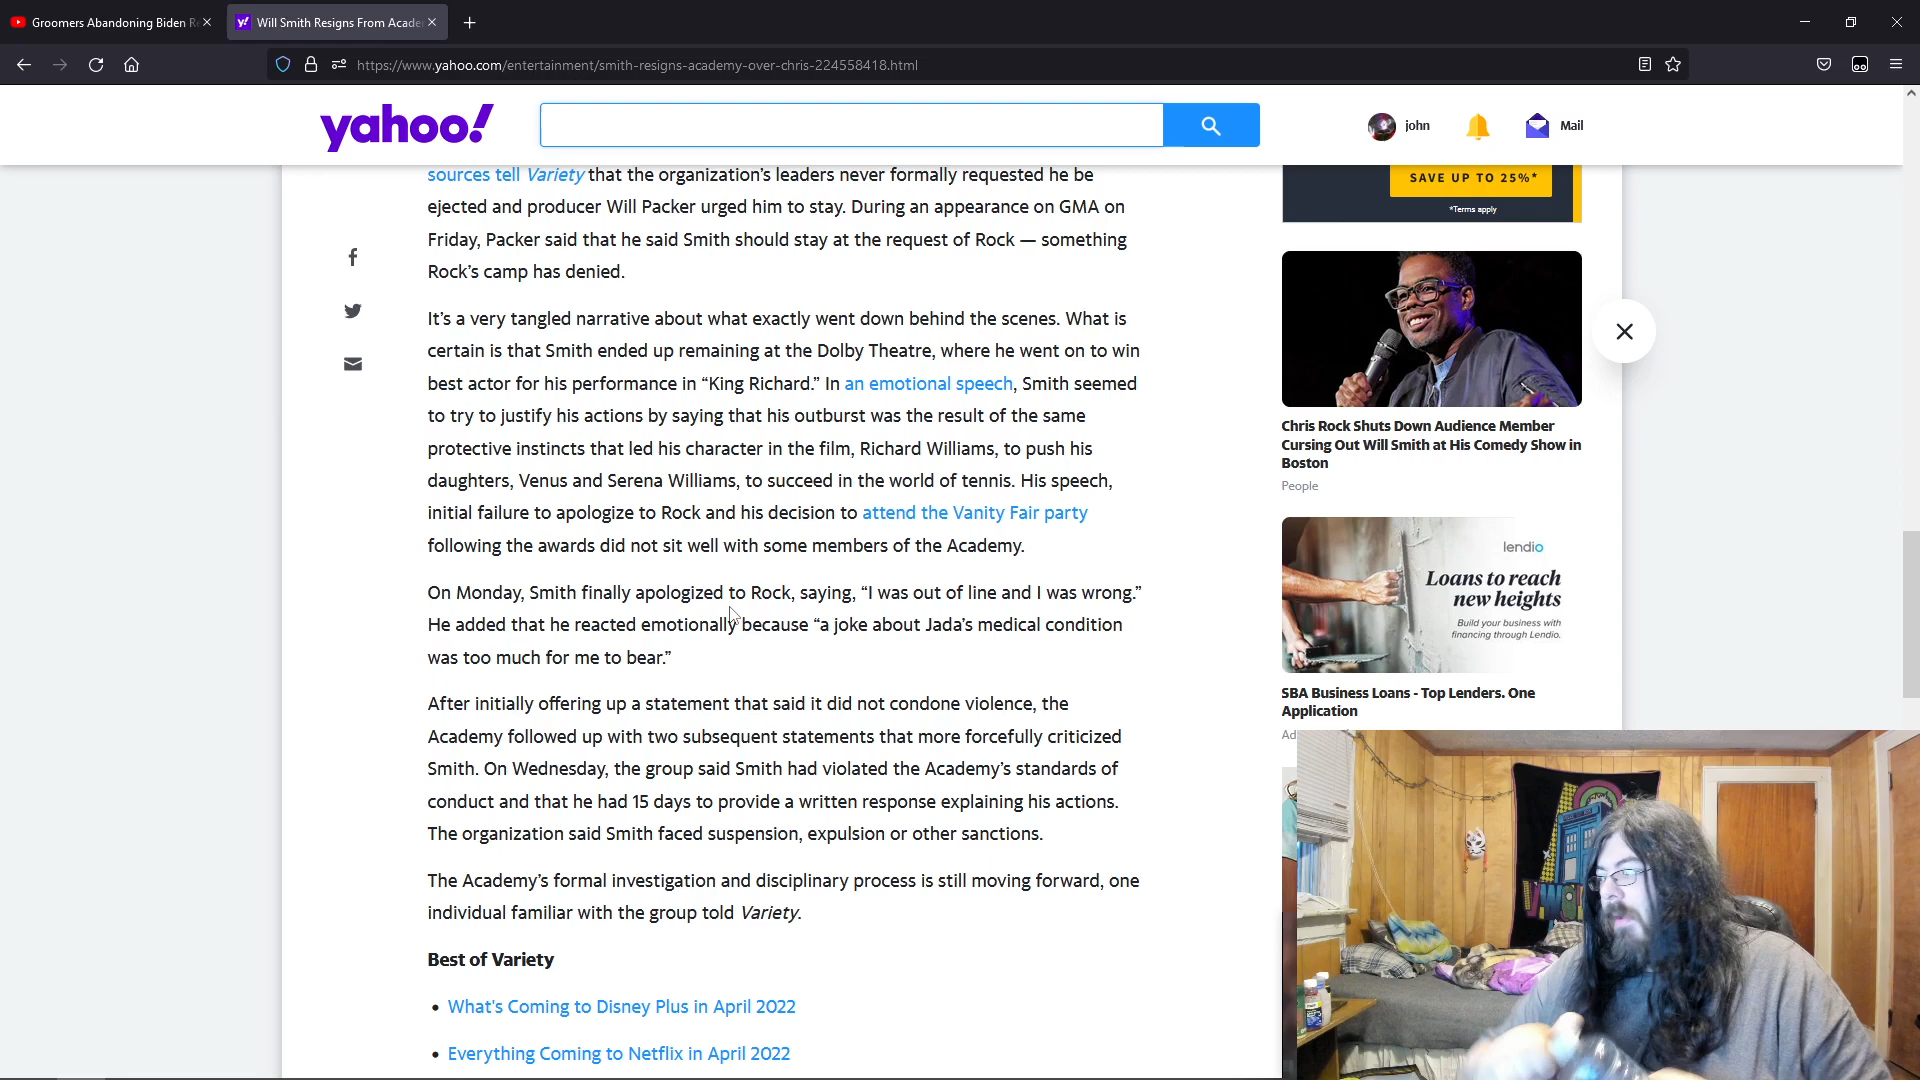 Groomers Abandoning Biden Re
Will Smith Resigns From Acade
https://www.yahoo.com/entertainment/smith-resigns-academy-over-chris-224558418.html
yahoo!
john
Mail
sources tell Variety that the organization's leaders never formally requested he be
ejected and producer Will Packer urged him to stay. During an appearance on GMA on
Friday, Packer said that he said Smith should stay at the request of Rock — something
Rock's camp has denied.
It's a very tangled narrative about what exactly went down behind the scenes. What is
certain is that Smith ended up remaining at the Dolby Theatre, where he went on to win
best actor for his performance in “King Richard.” In an emotional speech, Smith seemed
to try to justify his actions by saying that his outburst was the result of the same
protective instincts that led his character in the film, Richard Williams, to push his
daughters, Venus and Serena Williams, to succeed in the world of tennis. His speech,
initial failure to apologize to Rock and his decision to attend the Vanity Fair party
following the awards did not sit well with some members of the Academy.
On Monday, Smith finally apologized to Rock, saying, “I was out of line and I was wrong.”
He added that he reacted emotionally because “a joke about Jada's medical condition
was too much for me to bear.”
After initially offering up a statement that said it did not condone violence, the
Academy followed up with two subsequent statements that more forcefully criticized
Smith. On Wednesday, the group said Smith had violated the Academy's standards of
conduct and that he had 15 days to provide a written response explaining his actions.
The organization said Smith faced suspension, expulsion or other sanctions.
The Academy's formal investigation and disciplinary process is still moving forward, one
individual familiar with the group told Variety.
Best of Variety
What's Coming to Disney Plus in April 2022
Everything Coming to Netflix in April 2022
SAVE UP TO 25%*
*Terms apply
Chris Rock Shuts Down Audience Member
Cursing Out Will Smith at His Comedy Show in
Boston
People
lendio
Loans to reach
new heights
Build your business with
financing through Lendio.
SBA Business Loans - Top Lenders. One
Application
Ad